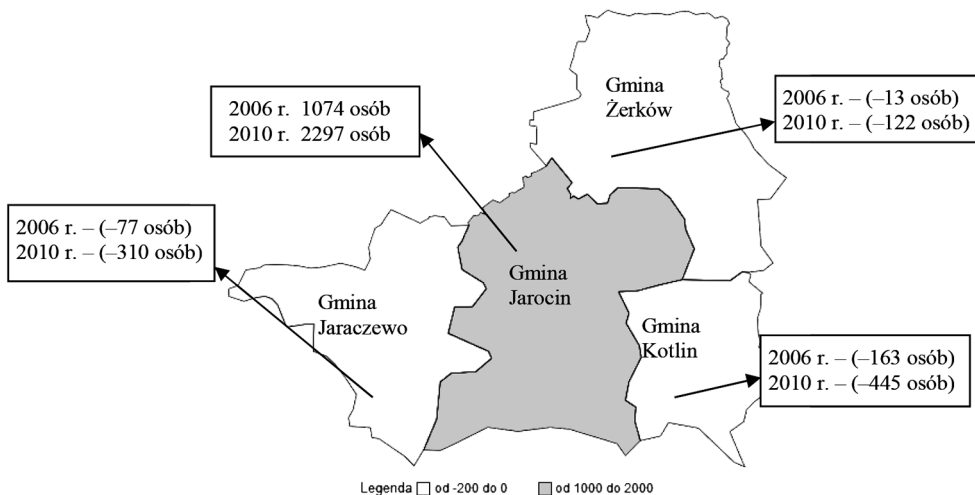 Gmina
Żerków
2006 r. – (–13 osób)
2010 r. – (–122 osób)
2006 r. 1074 osób
2010 r. 2297 osób
2006 r. – (–77 osób)
2010 r. – (–310 osób)
Gmina
Jarocin
Gmina
Jaraczewo
Gmina
Kotlin
2006 r. – (–163 osób)
2010 r. – (–445 osób)
Legenda od -200 do 0 od 1000 do 2000